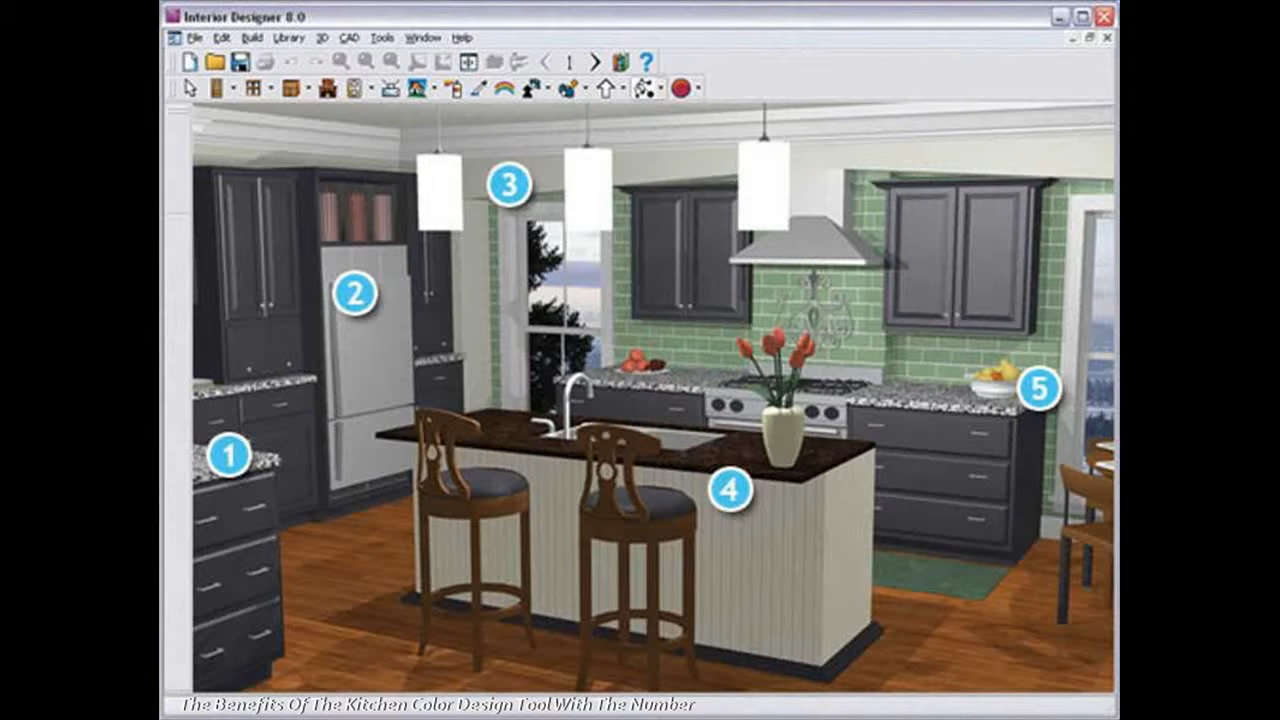 Interior Designer 8.0
File Edit Build Library 3D CAD Tools Window Help
1
3
2
5
1
4
The Benefits Of The Kitchen Color Design Tool With The Number